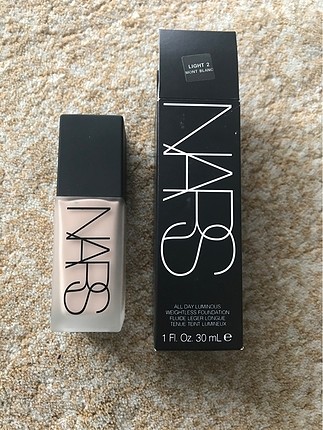 LIGHT 2
MONT BLANC
NARS
NARS
ALL DAY LUMINOUS
WEIGHTLESS FOUNDATION
FLUIDE LEGER LONGUE
TENUE TEINT LUMINEUX
1 Fl. Oz. 30 mL e